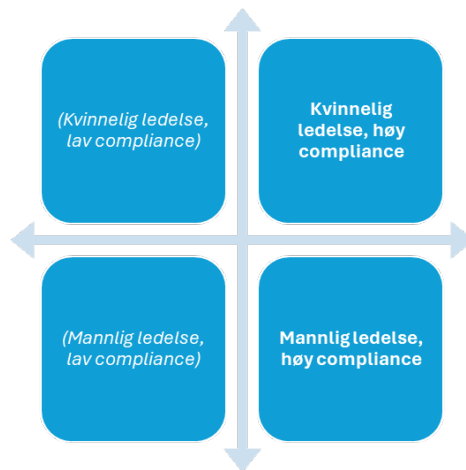 (Kvinnelig ledelse,
lav compliance)
Kvinnelig
ledelse, høy
compliance
(Mannlig ledelse,
lav compliance)
Mannlig ledelse,
høy compliance